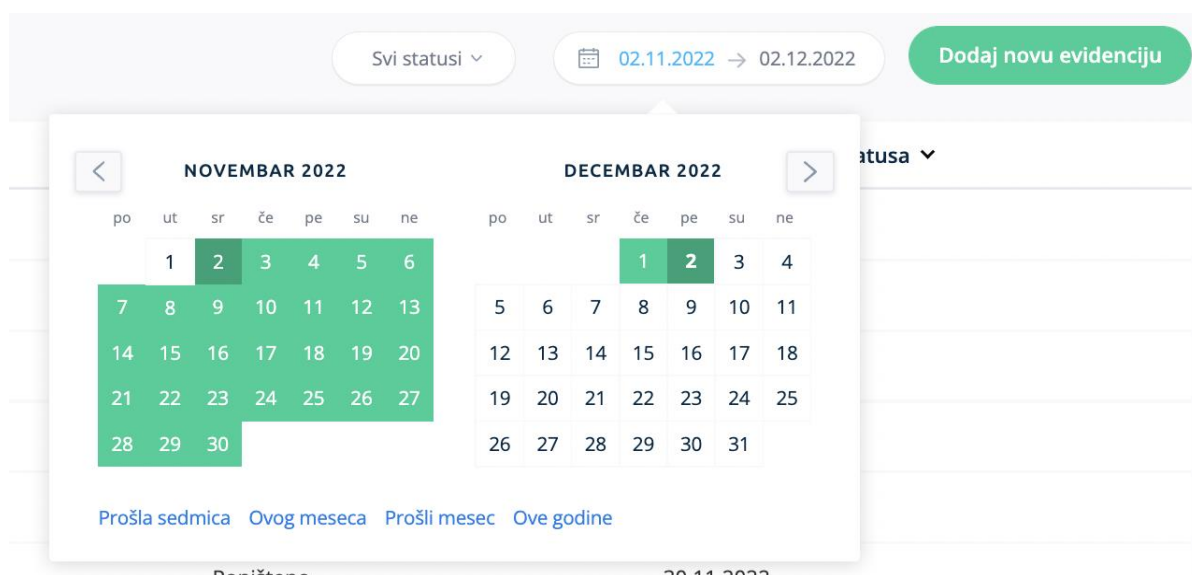 Svi statusi
02.11.2022 → 02.12.2022
Dodaj novu evidenciju
atusa
NOVEMBAR 2022
po ut sr če pe su ne
1 2 3 4 5 6
7 8 9 10 11 12 13
14 15 16 17 18 19 20
21 22 23 24 25 26 27
28 29 30
DECEMBAR 2022
po ut sr če pe su ne
1 2 3 4
5 6 7 8 9 10 11
12 13 14 15 16 17 18
19 20 21 22 23 24 25
26 27 28 29 30 31
Prošla sedmica Ovog meseca Prošli mesec Ove godine